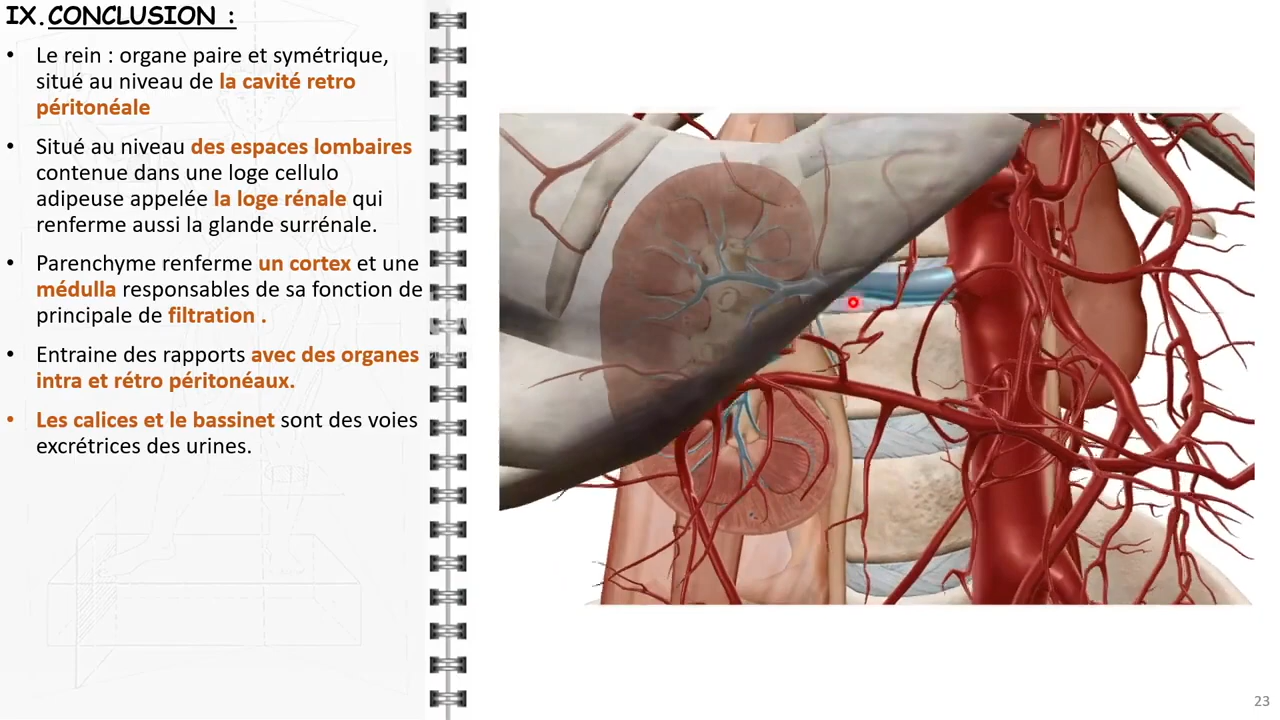 IX. CONCLUSION :
• Le rein : organe paire et symétrique,
situé au niveau de la cavité retro
péritonéale
• Situé au niveau des espaces lombaires
contenue dans une loge cellulo
adipeuse appelée la loge rénale qui
renferme aussi la glande surrénale.
• Parenchyme renferme un cortex et une
médulla responsables de sa fonction de
principale de filtration .
• Entraine des rapports avec des organes
intra et rétro péritonéaux.
• Les calices et le bassinet sont des voies
excrétrices des urines.
23